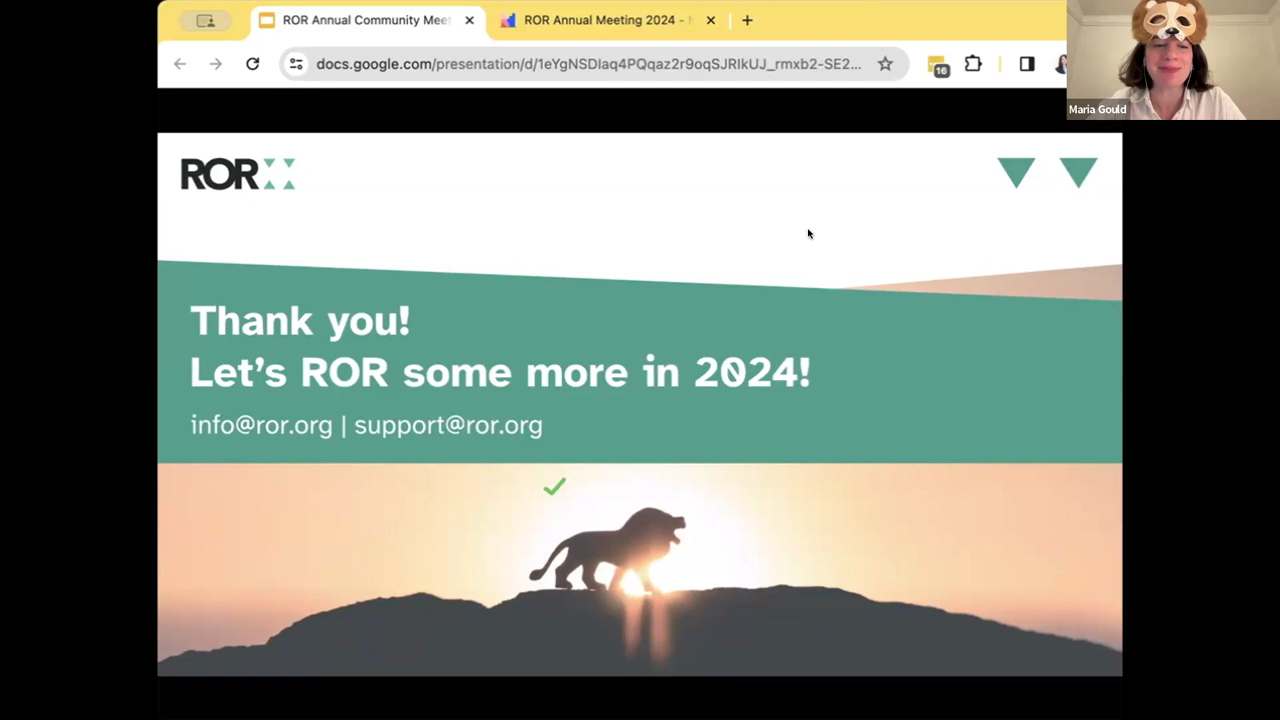 ROR Annual Community Meet
ROR Annual Meeting 2024 -
docs.google.com/presentation/d/1eYgNSDIaq4PQqaz2r9oqSJRIkUJ_rmxb2-SE2...
16
Maria Gould
ROR
Thank you!
Let's ROR some more in 2024!
info@ror.org | support@ror.org